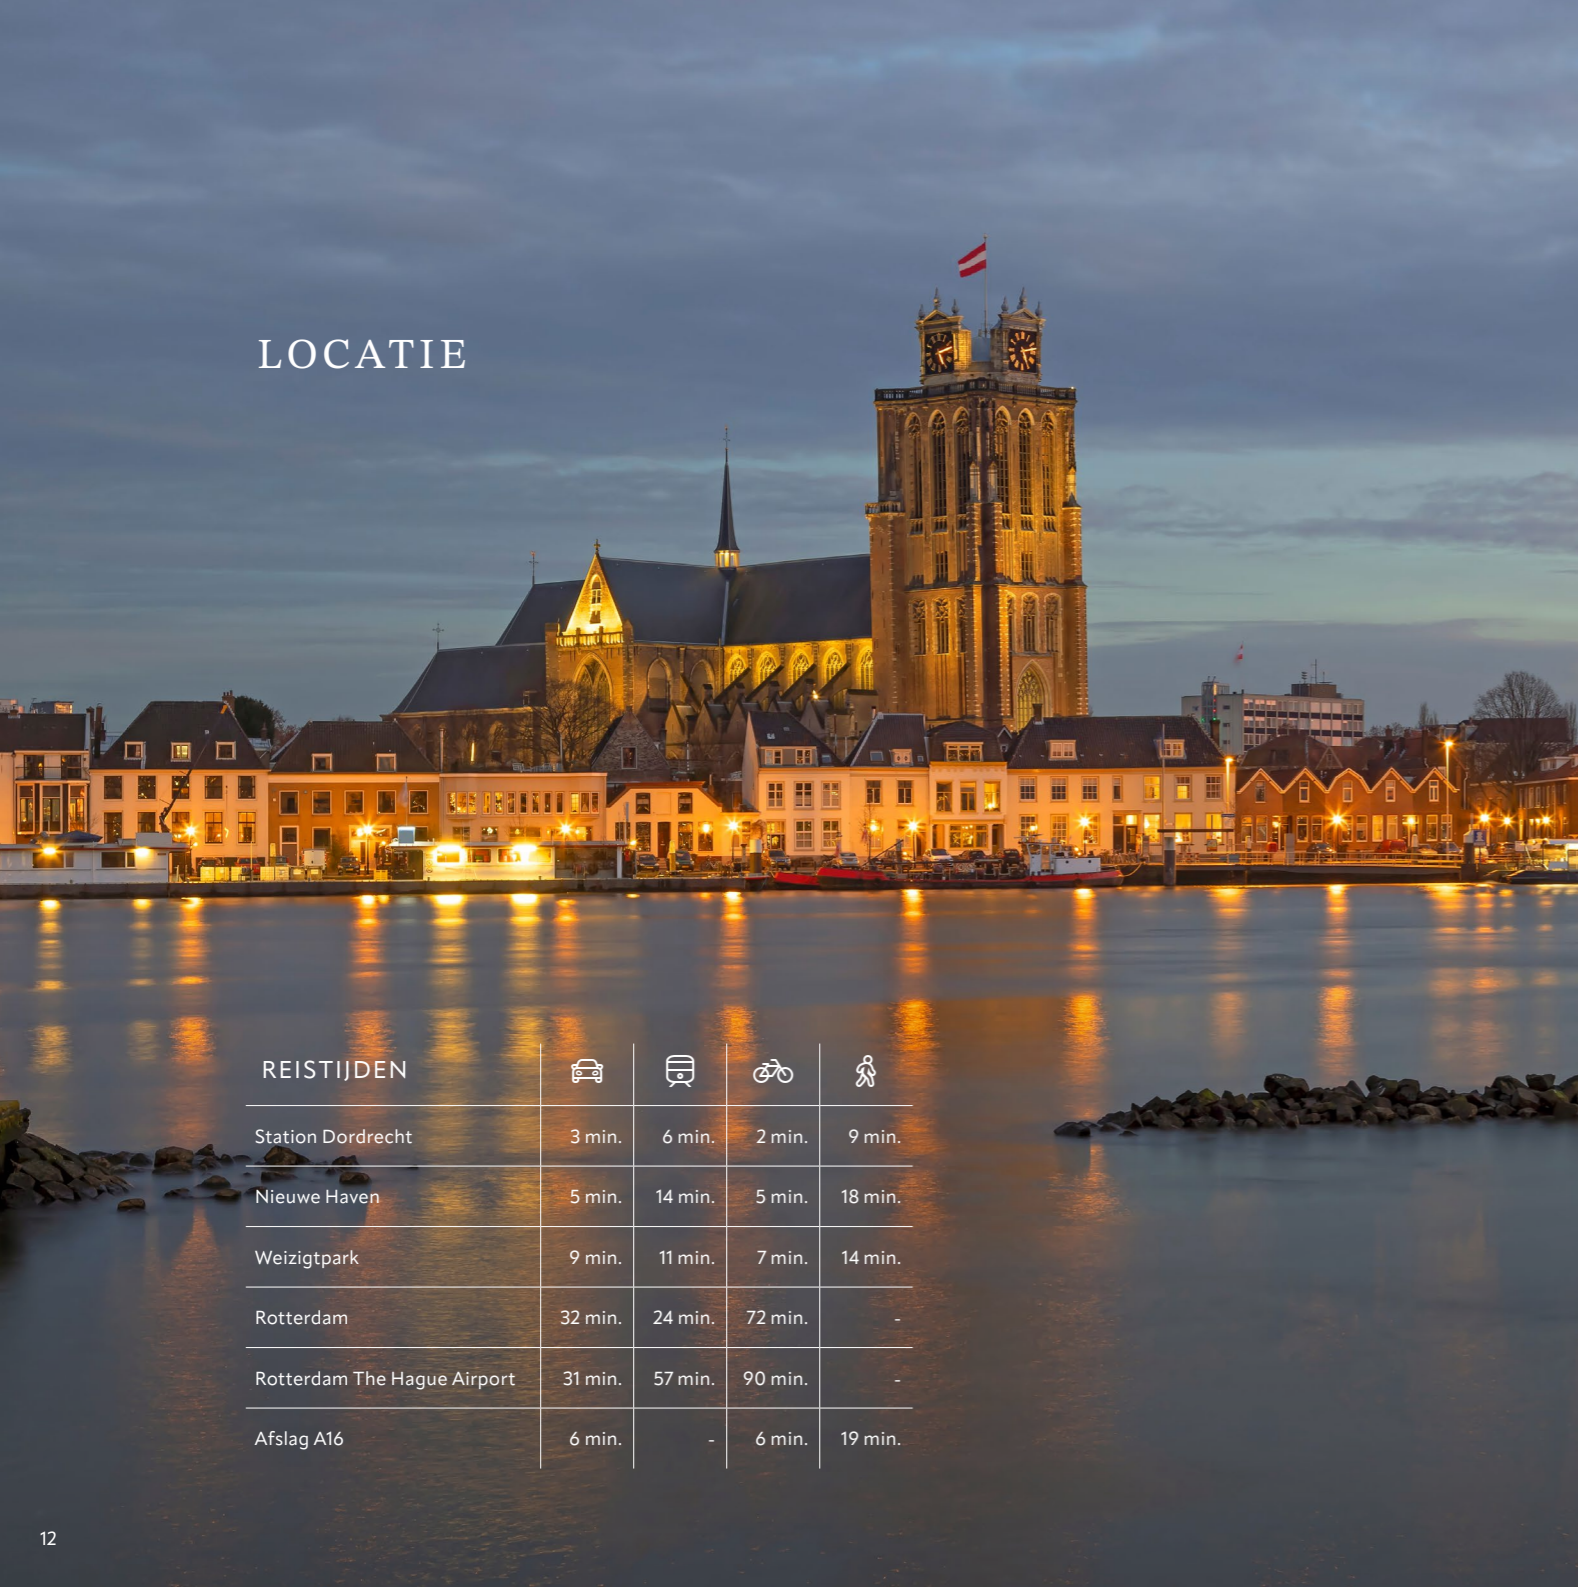 LOCATIE
REISTIJDEN
Station Dordrecht 3 min. 6 min. 2 min. 9 min.
Nieuwe Haven 5 min. 14 min. 5 min. 18 min.
Weizigtpark 9 min. 11 min. 7 min. 14 min.
Rotterdam 32 min. 24 min. 72 min. -
Rotterdam The Hague Airport 31 min. 57 min. 90 min. -
Afslag A16 6 min. - 6 min. 19 min.
12